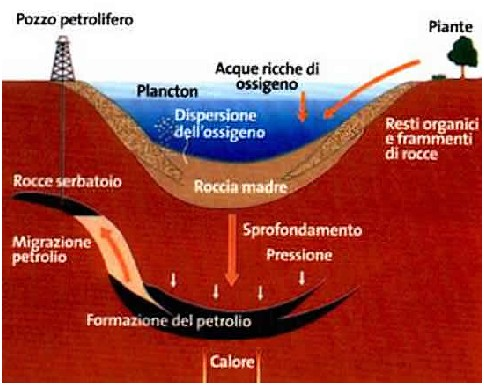 Pozzo petrolifero
Piante
Acque ricche di
ossigeno
Plancton
Dispersione
dell'ossigeno
Resti organici
e frammenti
di rocce
Rocce serbatoio
Roccia madre
Sprofondamento
Migrazione
petrolio
Pressione
Formazione del petrolio
Calore